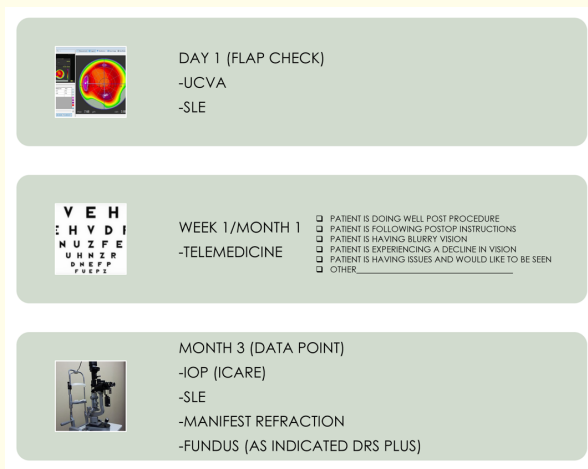 DAY 1 (FLAP CHECK)
-UCVA
-SLE
V E H
N U Z F E
U H N Z R
D N E F P
F U E P Z
WEEK 1/MONTH 1
-TELEMEDICINE
❑ PATIENT IS DOING WELL POST PROCEDURE
❑ PATIENT IS FOLLOWING POSTOP INSTRUCTIONS
❑ PATIENT IS HAVING BLURRY VISION
❑ PATIENT IS EXPERIENCING A DECLINE IN VISION
❑ PATIENT IS HAVING ISSUES AND WOULD LIKE TO BE SEEN
❑ OTHER____________________________________
MONTH 3 (DATA POINT)
-IOP (ICARE)
-SLE
-MANIFEST REFRACTION
-FUNDUS (AS INDICATED DRS PLUS)